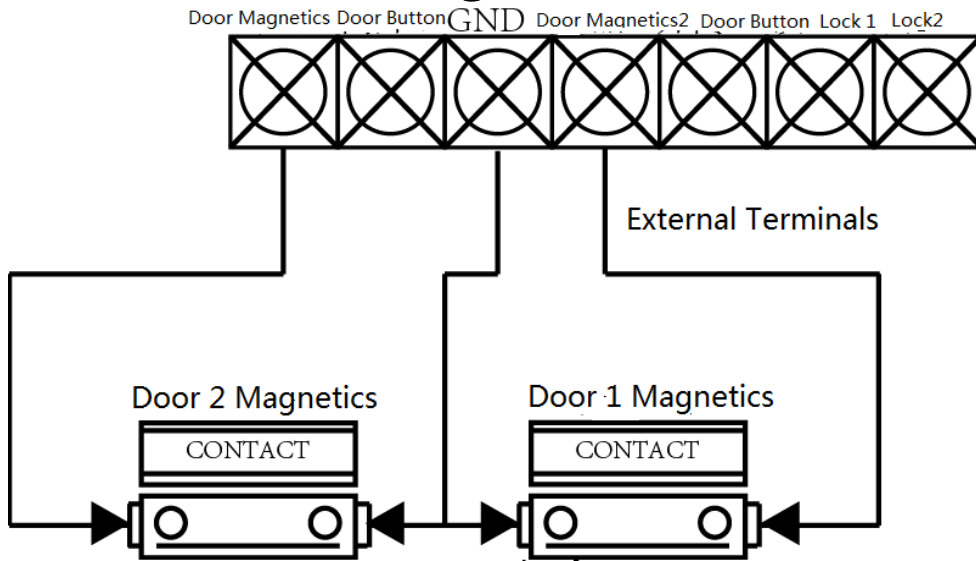 Door Magnetics Door Button GND Door Magnetics2 Door Button Lock 1 Lock2
External Terminals
Door 2 Magnetics Door 1 Magnetics
CONTACT CONTACT